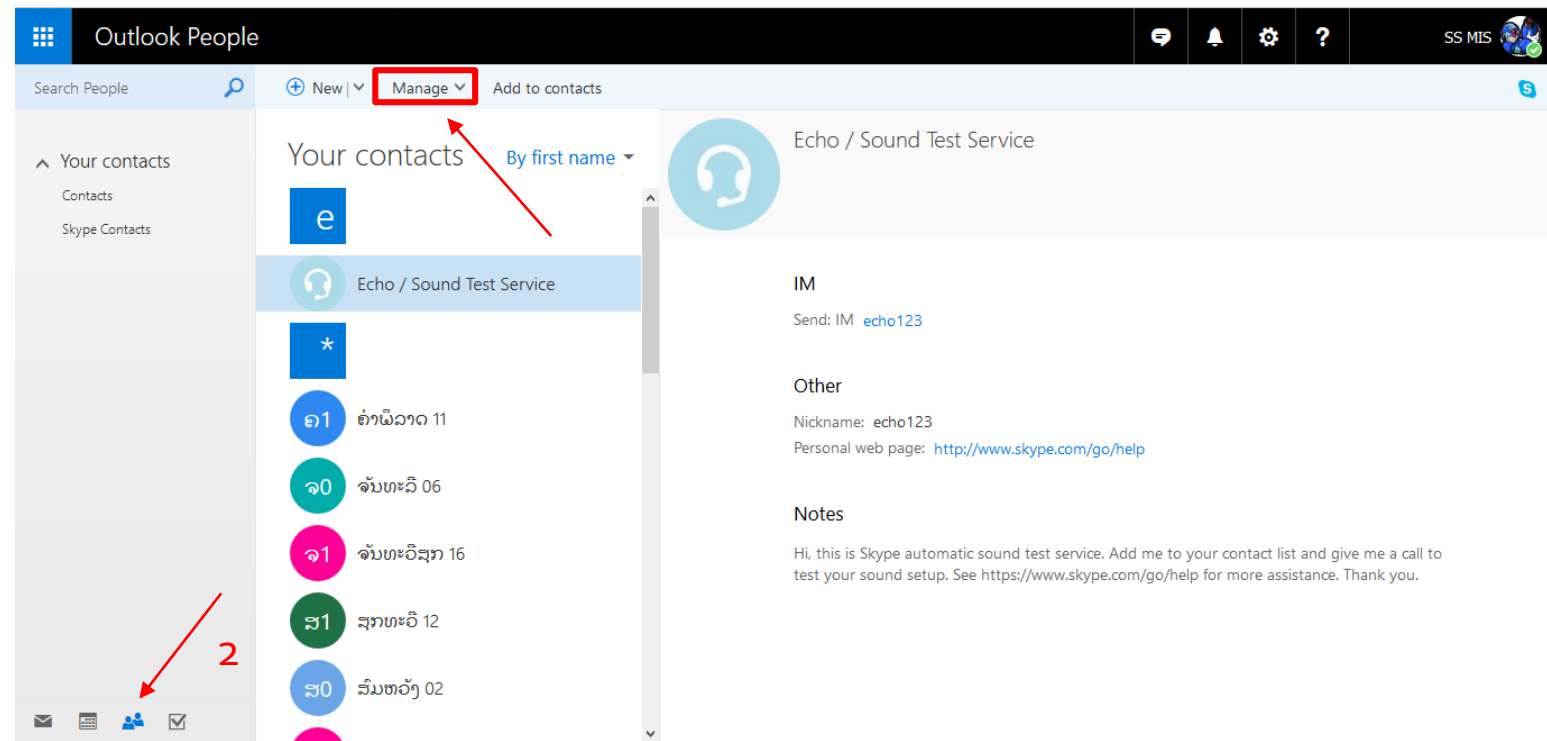 Outlook People
?
SS MIS
Search People
New
Manage
Add to contacts
Your contacts
Contacts
Skype Contacts
Your contacts
By first name
e
Echo / Sound Test Service
*
ຄ1
ຄຳພິລາດ 11
ຈ0
ຈັນທະລີ 06
ຈ1
ຈັນທະວີສຸກ 16
ສ1
ສຸກທະວີ 12
ສ0
ສົມຫວັງ 02
2
Echo / Sound Test Service
IM
Send: IM echo123
Other
Nickname: echo123
Personal web page: http://www.skype.com/go/help
Notes
Hi, this is Skype automatic sound test service. Add me to your contact list and give me a call to
test your sound setup. See https://www.skype.com/go/help for more assistance. Thank you.